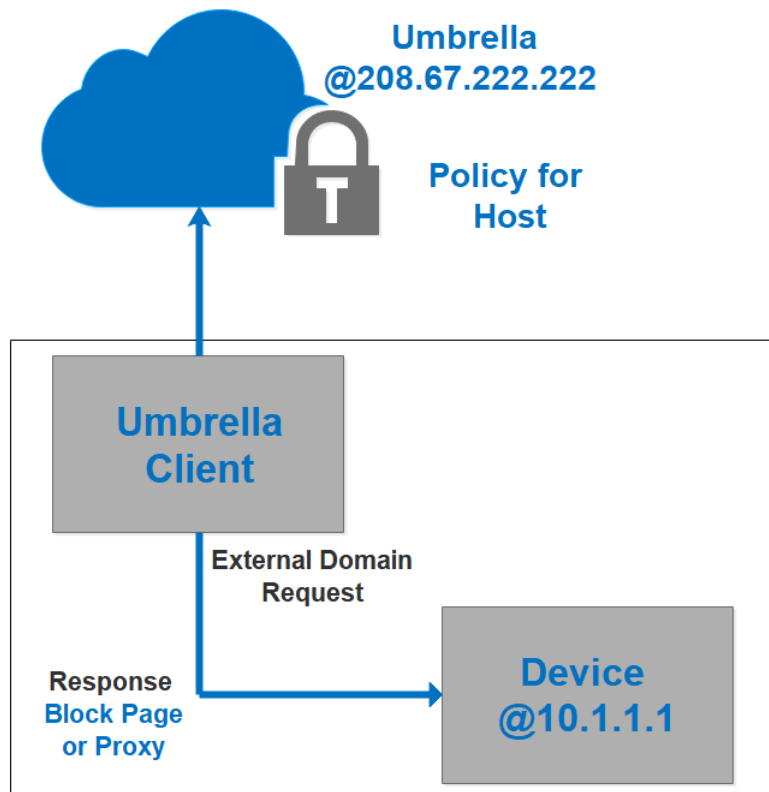 Umbrella
@208.67.222.222
T
Policy for
Host
Umbrella
Client
External Domain
Request
Response
Block Page
or Proxy
Device
@10.1.1.1